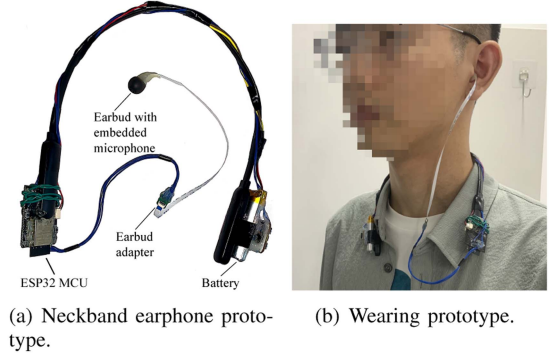 Earbud with
embedded
microphone
Earbud
adapter
ESP32 MCU
Battery
(a) Neckband earphone proto-
type.
(b) Wearing prototype.